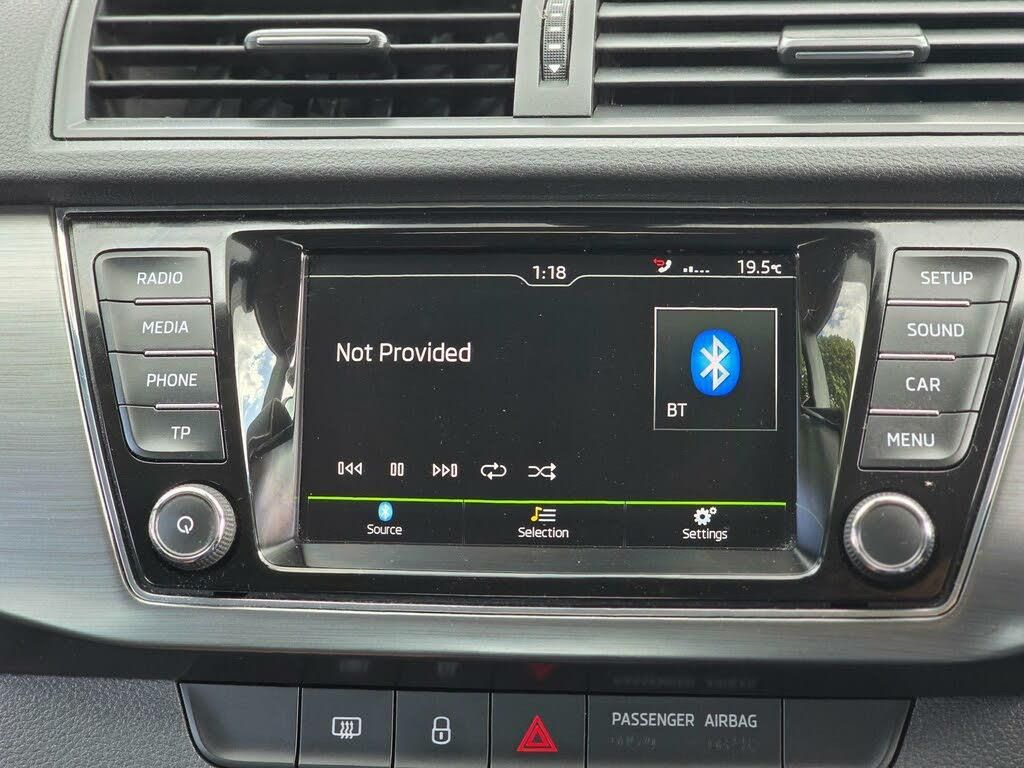 1:18
19.5°C
RADIO
MEDIA
PHONE
TP
Not Provided
BT
Source
Selection
Settings
SETUP
SOUND
CAR
MENU
PASSENGER AIRBAG